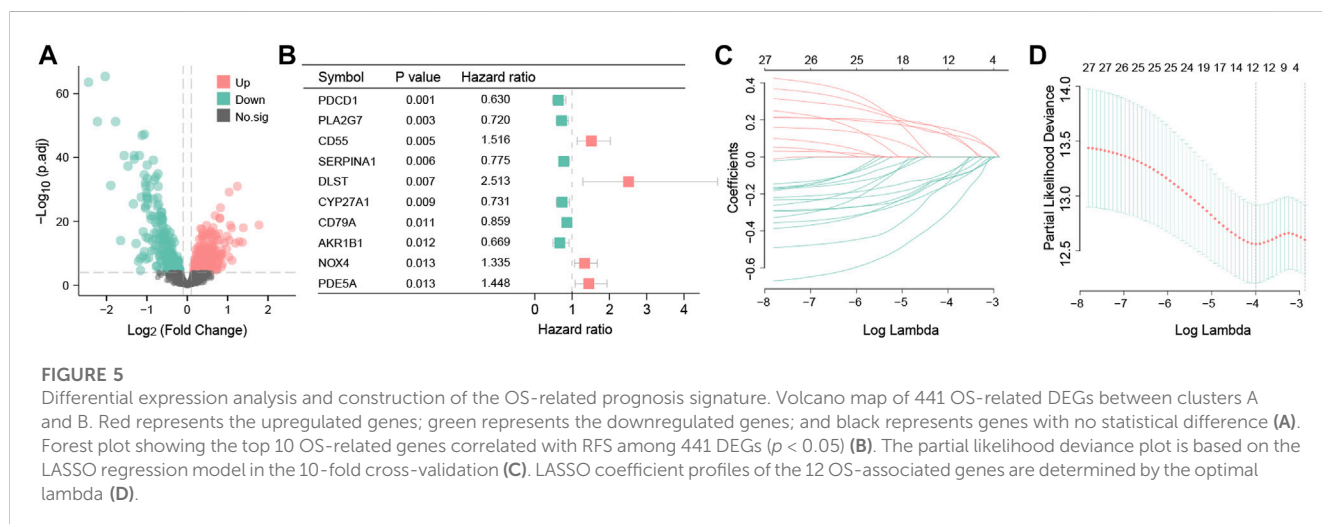 A
60
40
20
0
−Log10 (p.adj)
Up
Down
No.sig
−2 −1 0 1 2
Log2 (Fold Change)
B
Symbol P value Hazard ratio
PDCD1 0.001 0.630
PLA2G7 0.003 0.720
CD55 0.005 1.516
SERPINA1 0.006 0.775
DLST 0.007 2.513
CYP27A1 0.009 0.731
CD79A 0.011 0.859
AKR1B1 0.012 0.669
NOX4 0.013 1.335
PDE5A 0.013 1.448
0 1 2 3 4
Hazard ratio
C
27 26 25 18 12 4
0.4
0.2
0.0
−0.2
−0.4
−0.6
Coefficients
−8 −7 −6 −5 −4 −3
Log Lambda
D
27 27 26 25 25 25 24 19 17 14 12 12 9 4
14.0
13.5
13.0
12.5
Partial Likelihood Deviance
−8 −7 −6 −5 −4 −3
Log Lambda
FIGURE 5
Differential expression analysis and construction of the OS-related prognosis signature. Volcano map of 441 OS-related DEGs between clusters A
and B. Red represents the upregulated genes; green represents the downregulated genes; and black represents genes with no statistical difference (A).
Forest plot showing the top 10 OS-related genes correlated with RFS among 441 DEGs (p < 0.05) (B). The partial likelihood deviance plot is based on the
LASSO regression model in the 10-fold cross-validation (C). LASSO coefficient profiles of the 12 OS-associated genes are determined by the optimal
lambda (D).